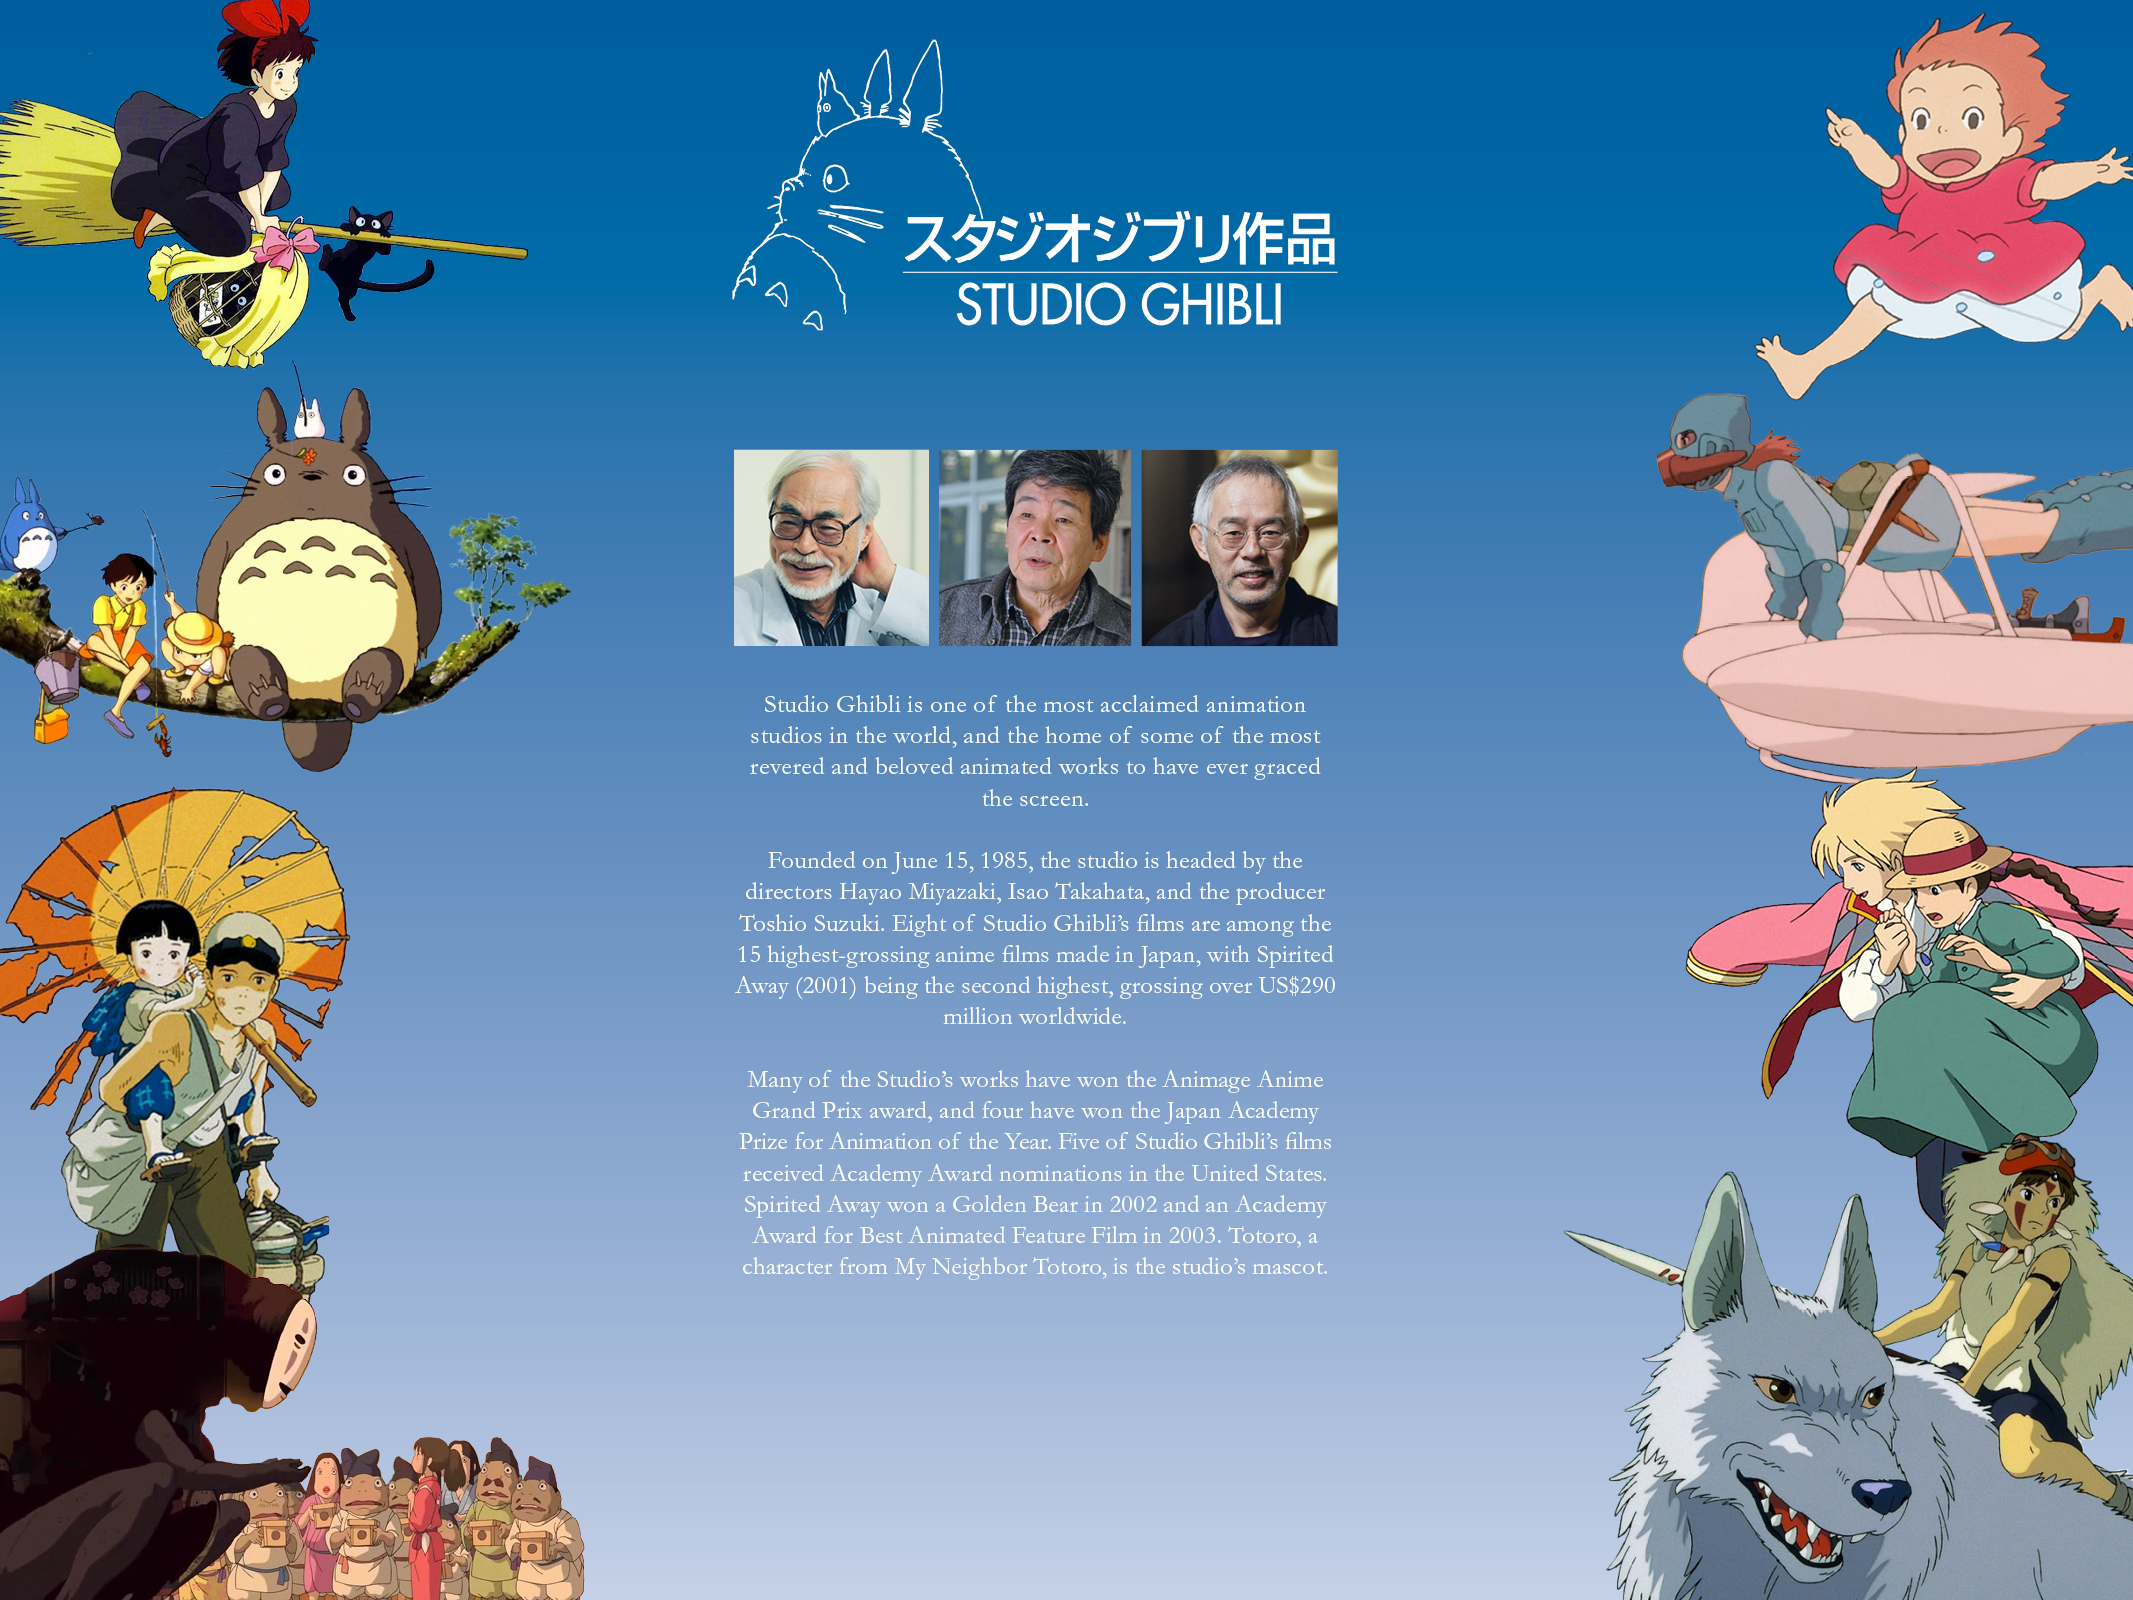 スタジオジブリ作品
STUDIO GHIBLI
Studio Ghibli is one of the most acclaimed animation
studios in the world, and the home of some of the most
revered and beloved animated works to have ever graced
the screen.
Founded on June 15, 1985, the studio is headed by the
directors Hayao Miyazaki, Isao Takahata, and the producer
Toshio Suzuki. Eight of Studio Ghibli’s films are among the
15 highest-grossing anime films made in Japan, with Spirited
Away (2001) being the second highest, grossing over US$290
million worldwide.
Many of the Studio’s works have won the Animage Anime
Grand Prix award, and four have won the Japan Academy
Prize for Animation of the Year. Five of Studio Ghibli’s films
received Academy Award nominations in the United States.
Spirited Away won a Golden Bear in 2002 and an Academy
Award for Best Animated Feature Film in 2003. Totoro, a
character from My Neighbor Totoro, is the studio’s mascot.